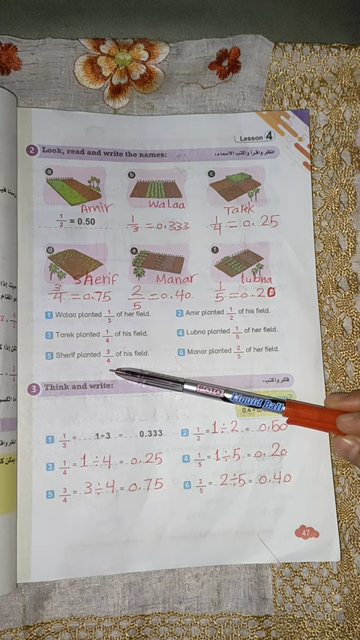 Lesson 4
2 Look, read and write the names: انظر واقرأ واكتب الأسماء:
a b c
Amir Walaa Tarek
1/2 = 0.50 1/3 = 0.333 1/4 = 0.25
d e f
Sherif Manar lubna
3/4 = 0.75 2/5 = 0.40 1/5 = 0.20
1 Walaa planted 1/3 of her field. 2 Amir planted 1/2 of his field.
3 Tarek planted 1/4 of his field. 4 Lubna planted 1/5 of her field.
5 Sherif planted 3/4 of his field. 6 Manar planted 2/5 of her field.
3 Think and write: فكر واكتب:
Liquid Ball
1 1/3 = ....1÷3.... = ....0.333.... 2 1/2 = 1÷2 = 0.50
3 1/4 = 1÷4 = 0.25 4 1/5 = 1÷5 = 0.20
5 3/4 = 3÷4 = 0.75 6 2/5 = 2÷5 = 0.40
47